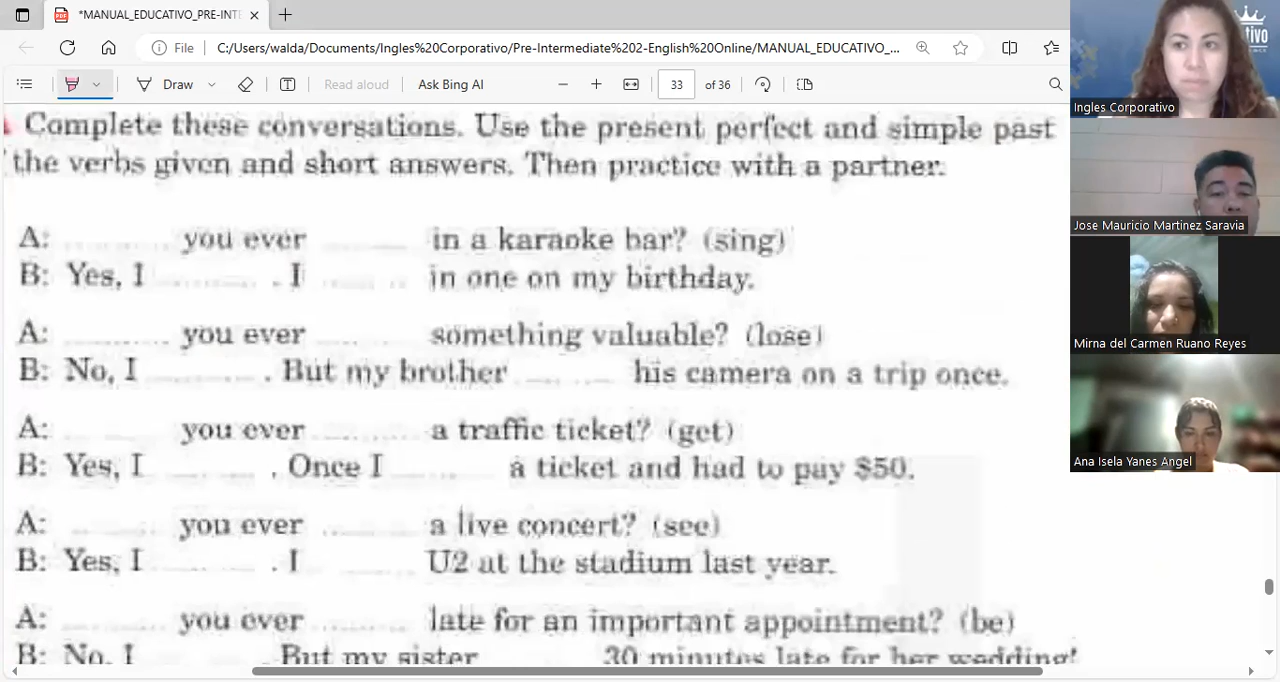 *MANUAL_EDUCATIVO_PRE-INTE
File
C:/Users/walda/Documents/Ingles%20Corporativo/Pre-Intermediate%202-English%20Online/MANUAL_EDUCATIVO_...
Draw
Read aloud
Ask Bing AI
33 of 36
Complete these conversations. Use the present perfect and simple past
the verbs given and short answers. Then practice with a partner.
A: .......... you ever .......... in a karaoke bar? (sing)
B: Yes, I .......... . I .......... in one on my birthday.
A: .......... you ever .......... something valuable? (lose)
B: No, I .......... . But my brother .......... his camera on a trip once.
A: .......... you ever .......... a traffic ticket? (get)
B: Yes, I .......... . Once I .......... a ticket and had to pay $50.
A: .......... you ever .......... a live concert? (see)
B: Yes, I .......... . I .......... U2 at the stadium last year.
A: .......... you ever .......... late for an important appointment? (be)
B: No, I .......... But my sister .......... 30 minutes late for her wedding!
Ingles Corporativo
Jose Mauricio Martinez Saravia
Mirna del Carmen Ruano Reyes
Ana Isela Yanes Angel